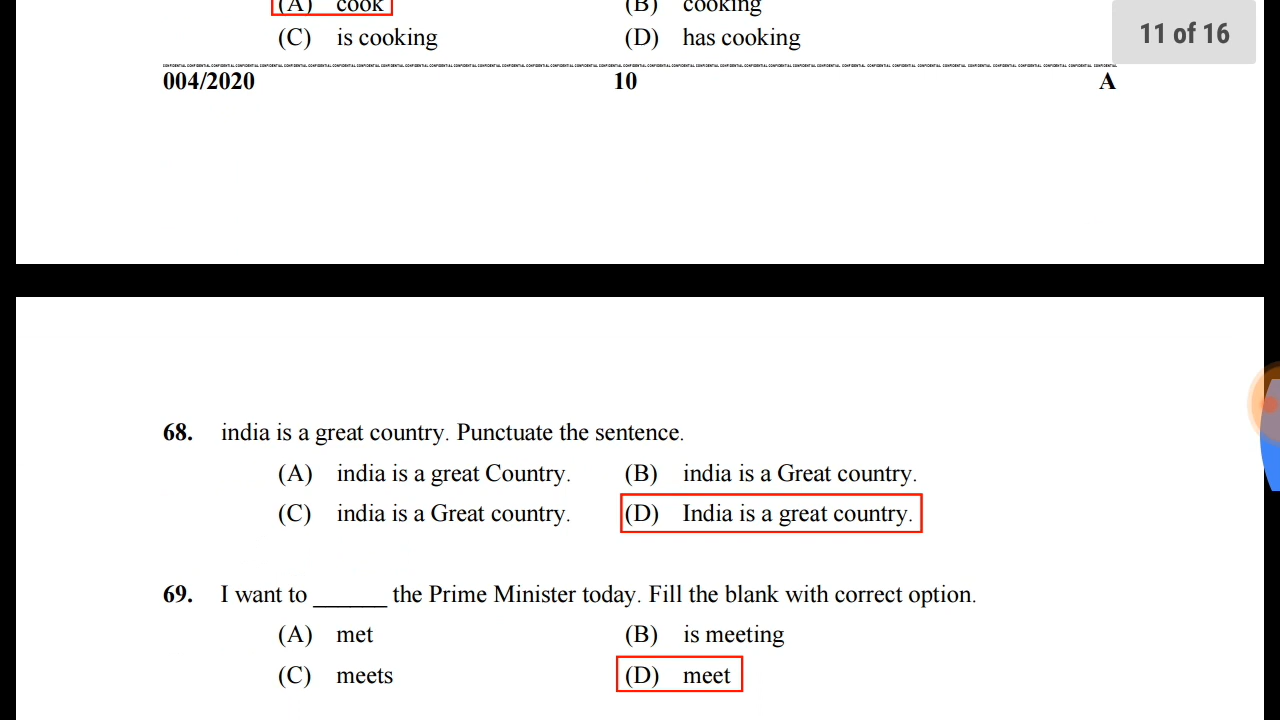 (A) cook (B) cooking
(C) is cooking (D) has cooking
11 of 16
004/2020 10 A
68. india is a great country. Punctuate the sentence.
(A) india is a great Country. (B) india is a Great country.
(C) india is a Great country. (D) India is a great country.
69. I want to ______ the Prime Minister today. Fill the blank with correct option.
(A) met (B) is meeting
(C) meets (D) meet